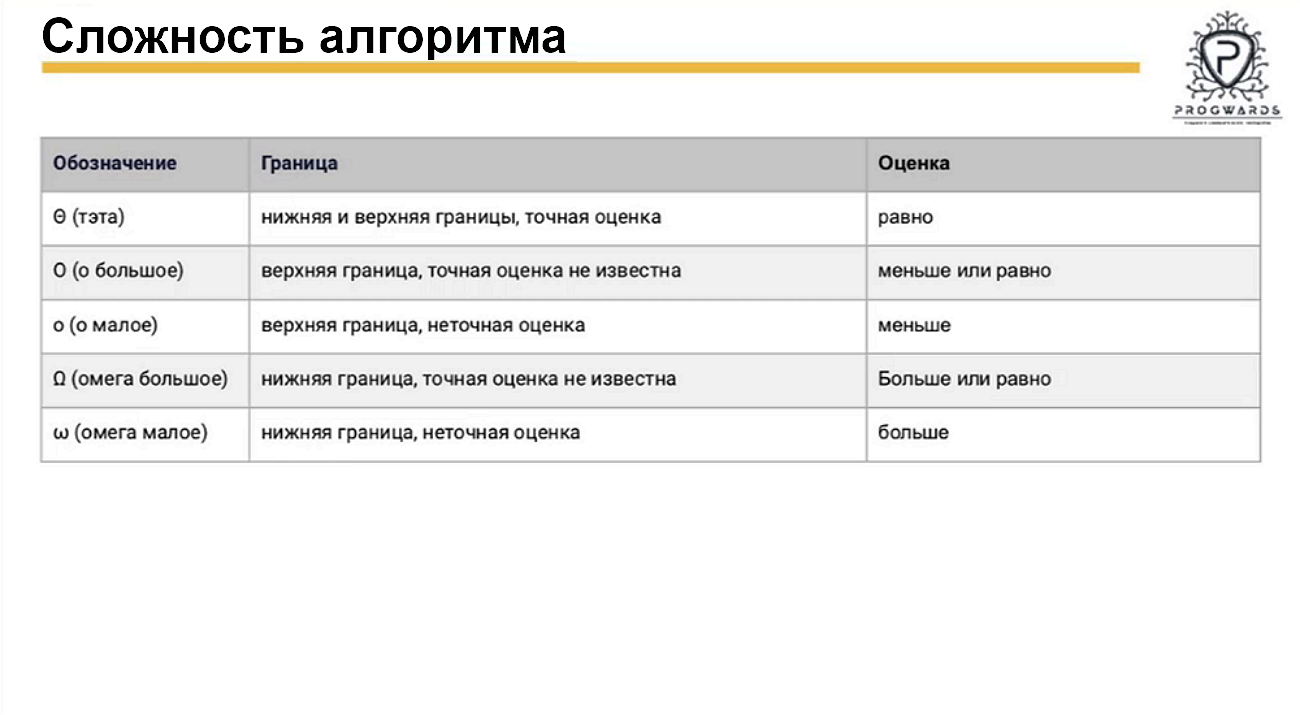 Сложность алгоритма
PROGWARDS
Обозначение Граница Оценка
Θ (тэта) нижняя и верхняя границы, точная оценка равно
О (о большое) верхняя граница, точная оценка не известна меньше или равно
о (о малое) верхняя граница, неточная оценка меньше
Ω (омега большое) нижняя граница, точная оценка не известна Больше или равно
ω (омега малое) нижняя граница, неточная оценка больше